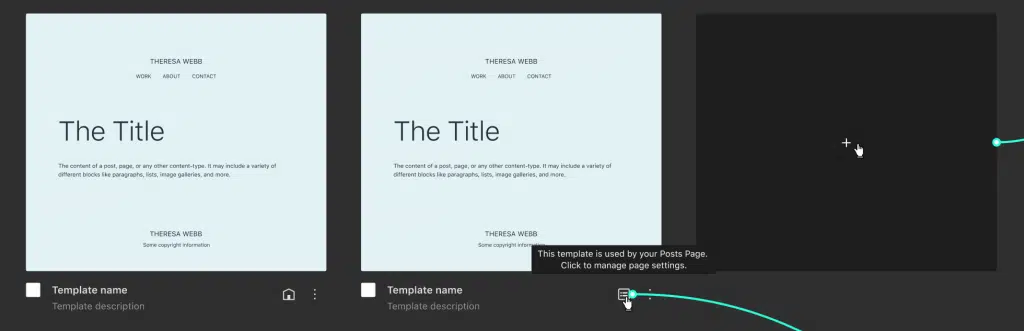 THERESA WEBB
WORK ABOUT CONTACT
The Title
The content of a post, page, or any other content-type. It may include a variety of
different blocks like paragraphs, lists, image galleries, and more.
THERESA WEBB
Some copyright information
Template name
Template description
THERESA WEBB
WORK ABOUT CONTACT
The Title
The content of a post, page, or any other content-type. It may include a variety of
different blocks like paragraphs, lists, image galleries, and more.
THERESA WEBB
Some copyright information
This template is used by your Posts Page.
Click to manage page settings.
Template name
Template description